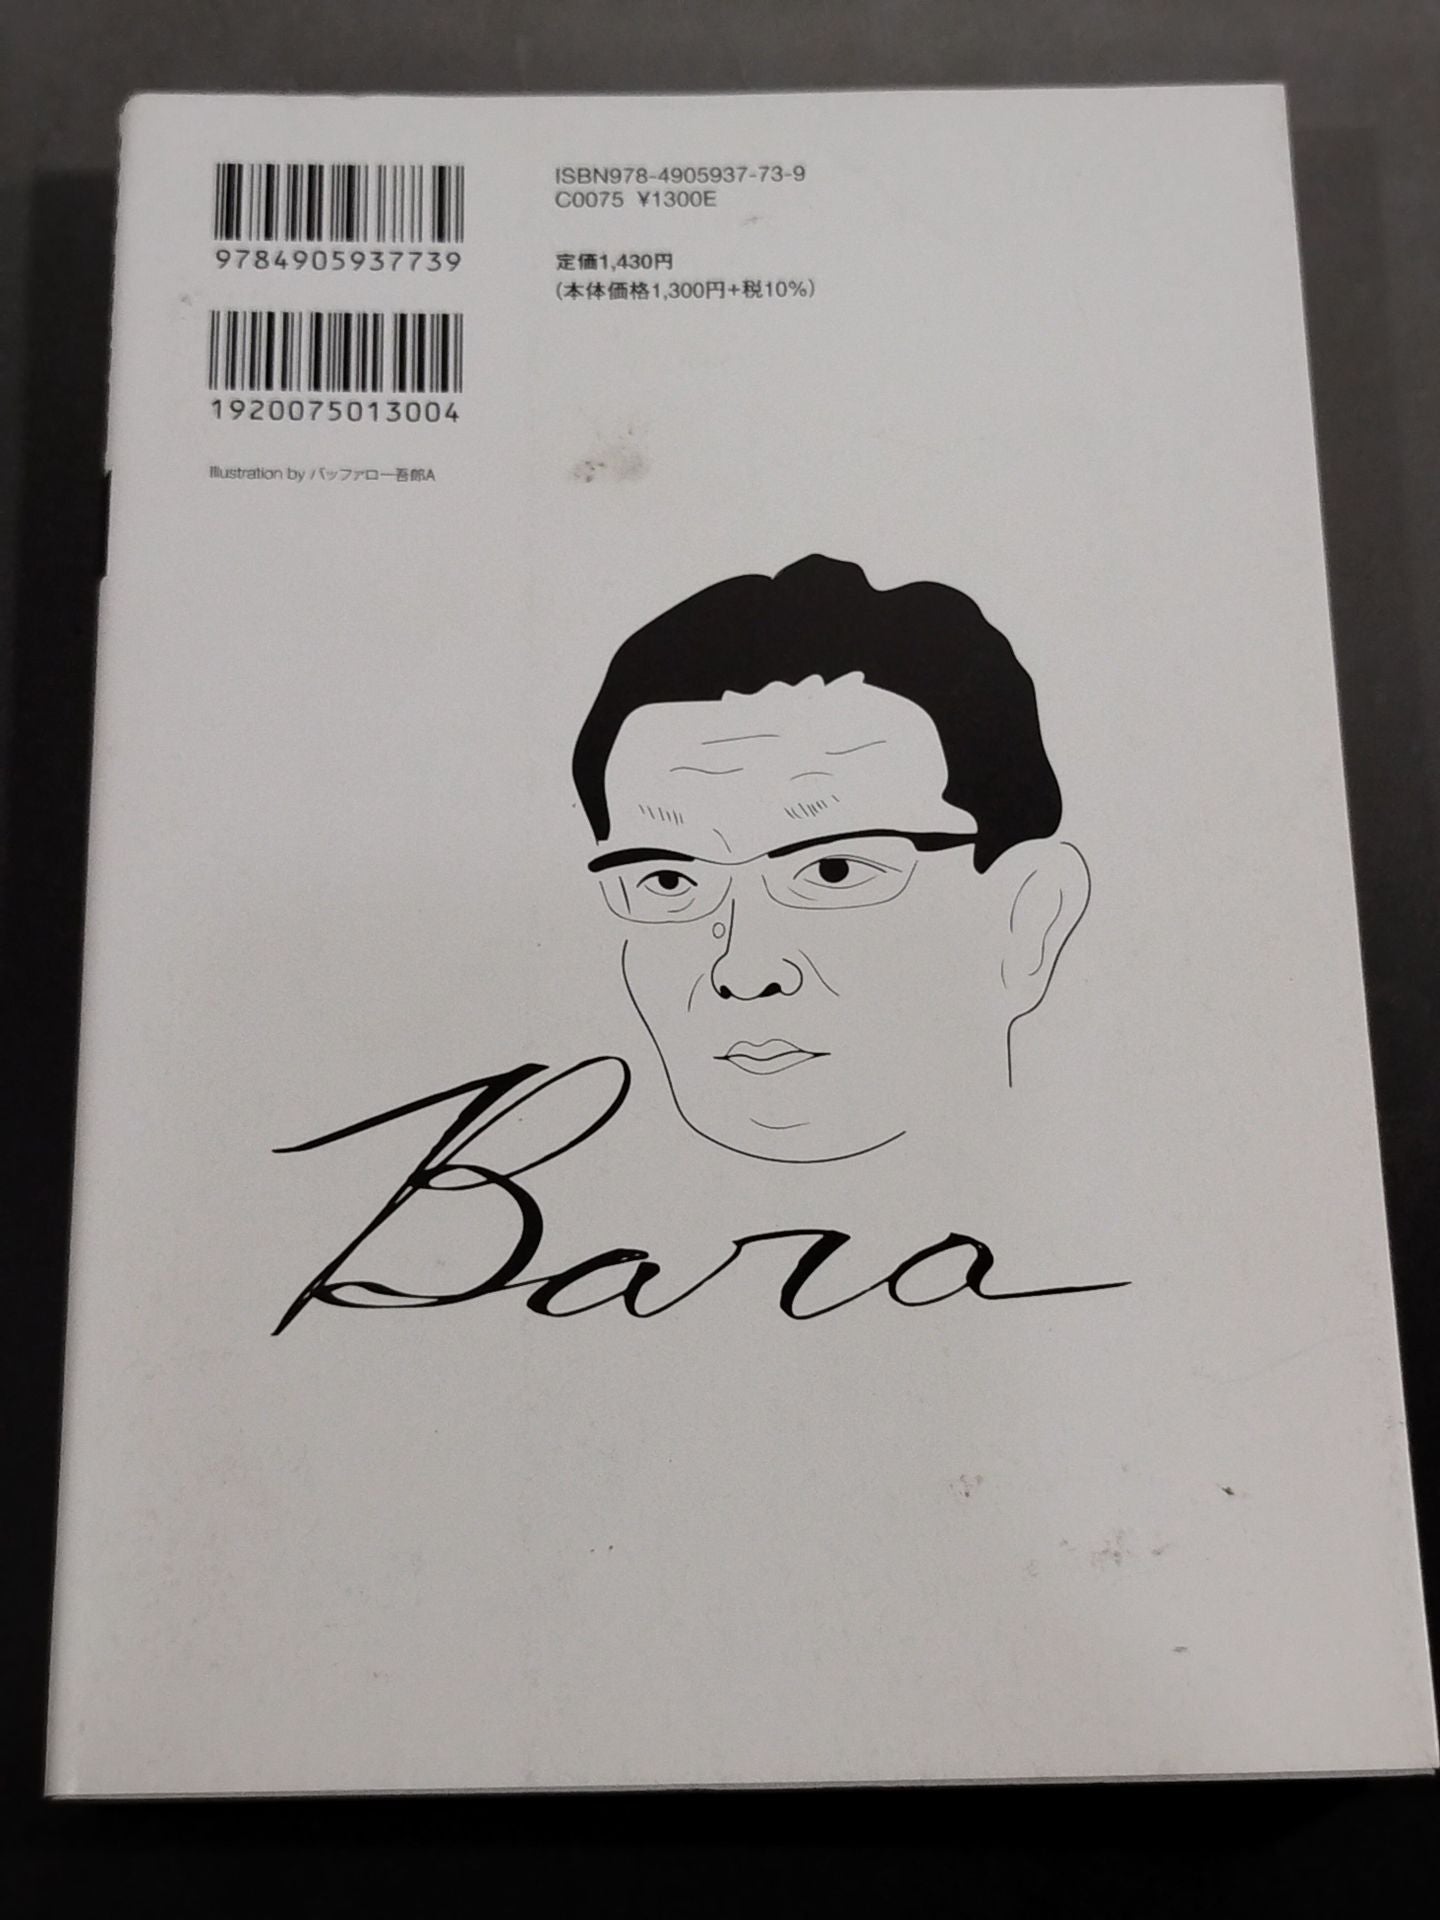 9784905937739
ISBN978-4905937-73-9
C0075 ¥1300E
定価1,430円
(本体価格1,300円+税10%)
1920075013004
Illustration by バッファロー吾郎A
Bara